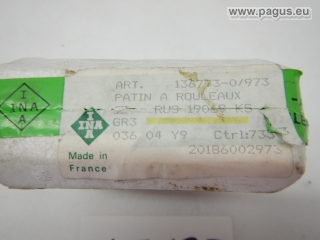 www.pagus.eu
INA
ART. 136773-0/973
PATIN A ROULEAUX
RUS 19069 KS
GR3
INA
036 04 Y9 Ctrl:733
20186002973
Made in
France